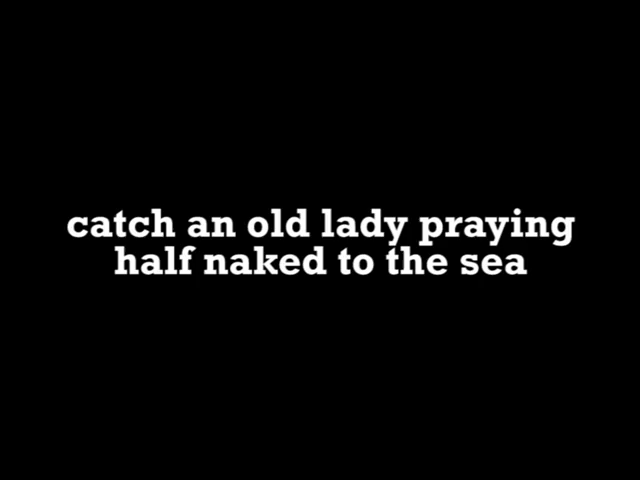 catch an old lady praying
half naked to the sea